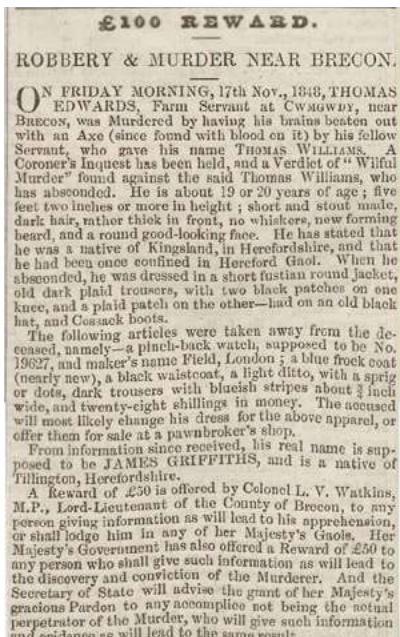 £100 REWARD.
ROBBERY & MURDER NEAR BRECON.
ON FRIDAY MORNING, 17th Nov., 1848, THOMAS
EDWARDS, Farm Servant at CWMGWDY, near
BRECON, was Murdered by having his brains beaten out
with an Axe (since found with blood on it) by his fellow
Servant, who gave his name THOMAS WILLIAMS. A
Coroner's Inquest has been held, and a Verdict of " Wilful
Murder" found against the said Thomas Williams, who
has absconded. He is about 19 or 20 years of age ; five
feet two inches or more in height ; short and stout made,
dark hair, rather thick in front, no whiskers, new forming
beard, and a round good-looking face. He has stated that
he was a native of Kingsland, in Herefordshire, and that
he had been once confined in Hereford Gaol. When he
absconded, he was dressed in a short fustian round jacket,
old dark plaid trousers, with two black patches on one
knee, and a plaid patch on the other—had on an old black
hat, and Cossack boots.
The following articles were taken away from the de-
ceased, namely—a pinch-back watch, supposed to be No.
19627, and maker's name Field, London ; a blue frock coat
(nearly new), a black waistcoat, a light ditto, with a sprig
or dots, dark trousers with blueish stripes about ¾ inch
wide, and twenty-eight shillings in money. The accused
will most likely change his dress for the above apparel, or
offer them for sale at a pawnbroker's shop.
From information since received, his real name is sup-
posed to be JAMES GRIFFITHS, and is a native of
Tillington, Herefordshire.
A Reward of £50 is offered by Colonel L. V. Watkins,
M.P., Lord-Lieutenant of the County of Brecon, to any
person giving information as will lead to his apprehension,
or shall lodge him in any of her Majesty's Gaols. Her
Majesty's Government has also offered a Reward of £50 to
any person who shall give such information as will lead to
the discovery and conviction of the Murderer. And the
Secretary of State will advise the grant of her Majesty's
gracious Pardon to any accomplice not being the actual
perpetrator of the Murder, who will give such information
and evidence as will lead to the same result